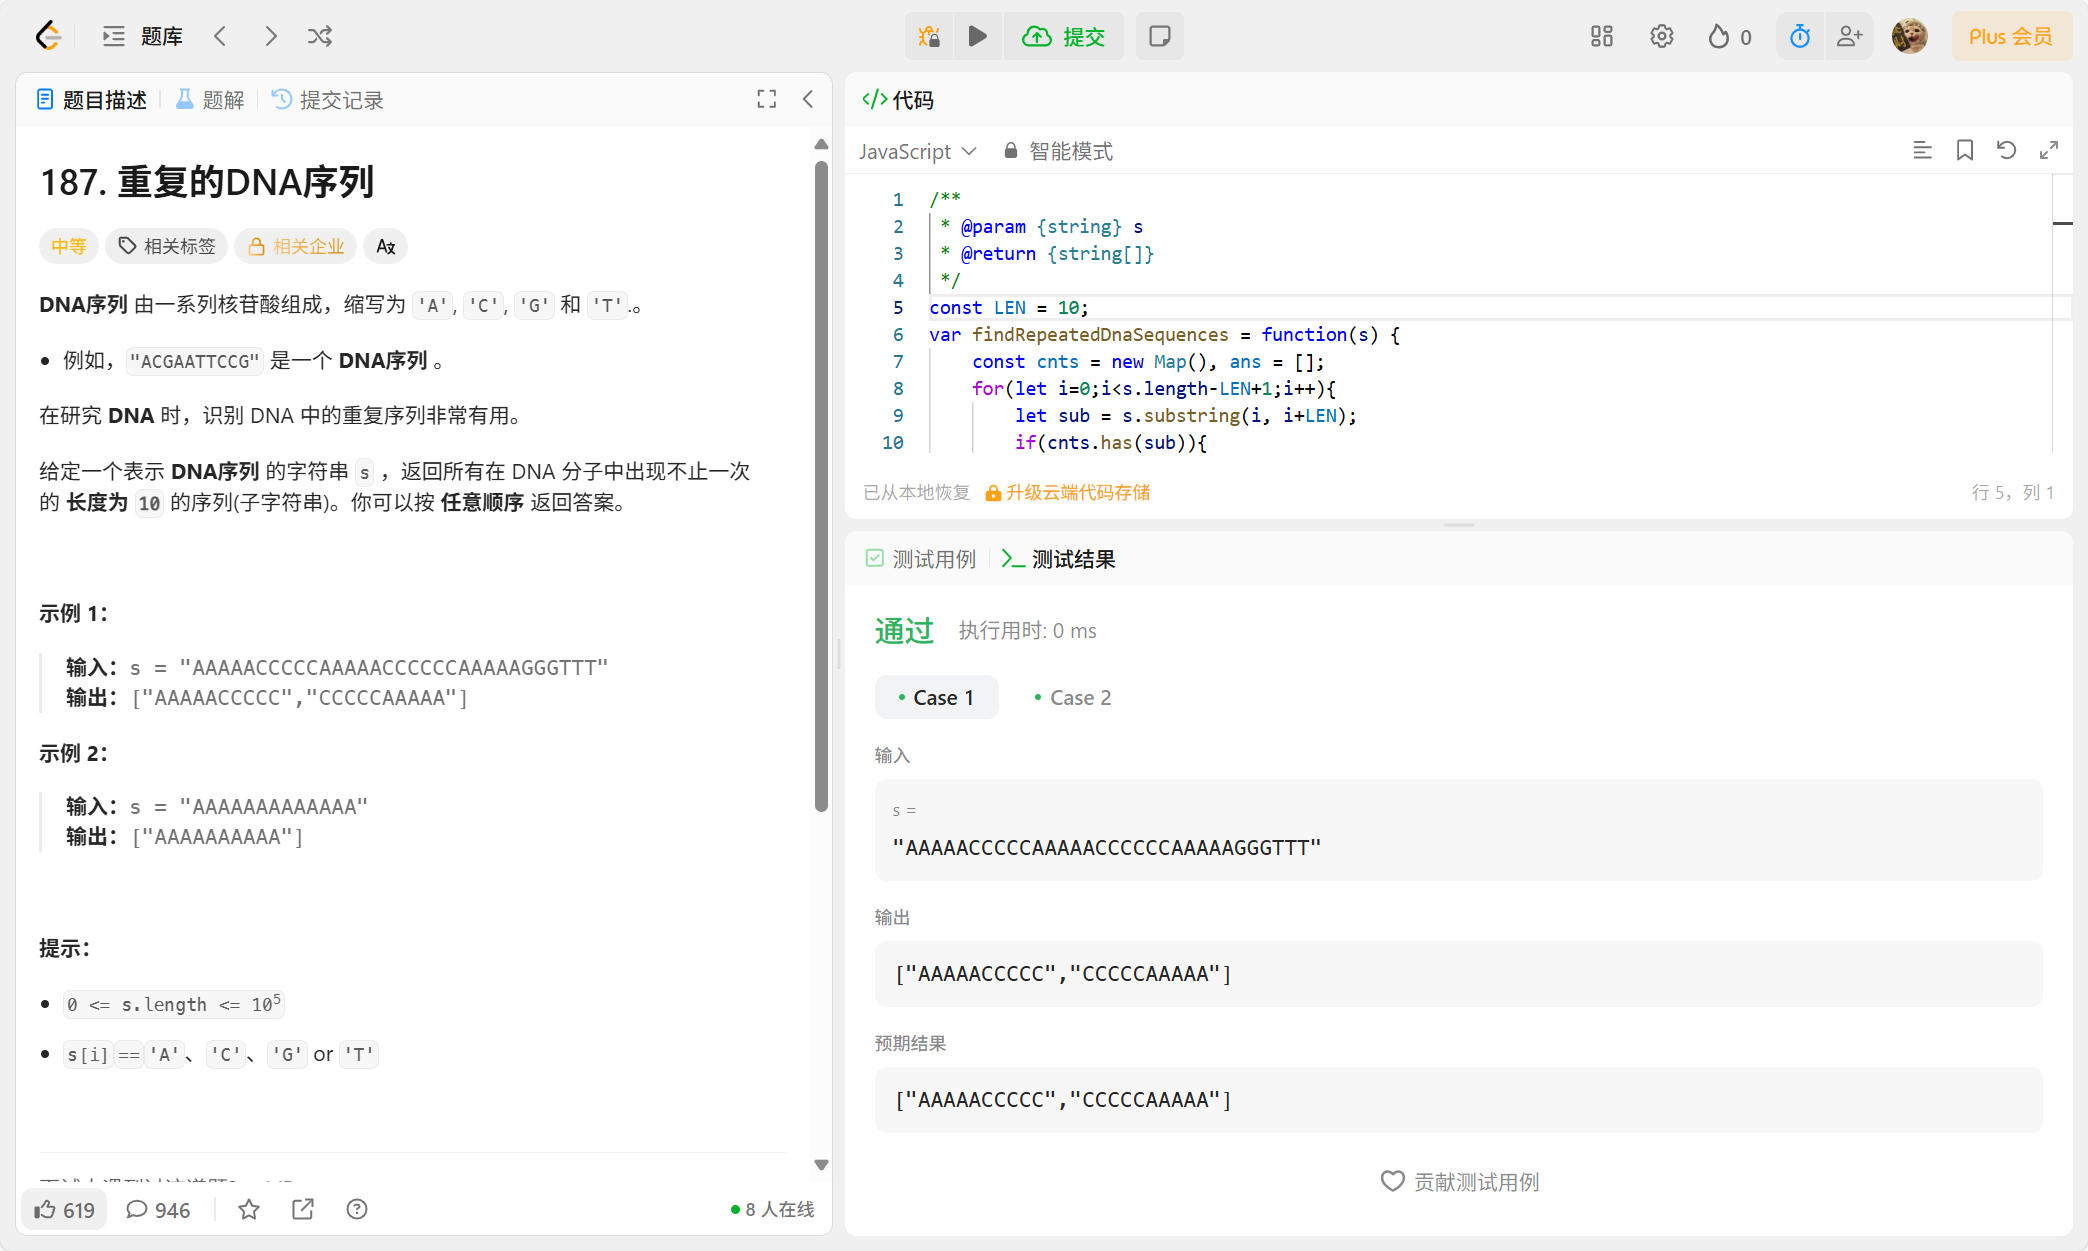 题库
提交
0
Plus 会员
题目描述
题解
提交记录
187. 重复的DNA序列
中等
相关标签
相关企业
DNA序列 由一系列核苷酸组成，缩写为 'A', 'C', 'G' 和 'T'.。
例如，"ACGAATTCCG" 是一个 DNA序列 。
在研究 DNA 时，识别 DNA 中的重复序列非常有用。
给定一个表示 DNA序列 的字符串 s ，返回所有在 DNA 分子中出现不止一次
的 长度为 10 的序列(子字符串)。你可以按 任意顺序 返回答案。
示例 1：
输入：s = "AAAAACCCCCAAAAACCCCCCAAAAAGGGTTT"
输出：["AAAAACCCCC","CCCCCAAAAA"]
示例 2：
输入：s = "AAAAAAAAAAAAA"
输出：["AAAAAAAAAA"]
提示：
0 <= s.length <= 10⁵
s[i]=='A'、'C'、'G' or 'T'
619
946
8 人在线
代码
JavaScript
智能模式
1 /**
2  * @param {string} s
3  * @return {string[]}
4  */
5 const LEN = 10;
6 var findRepeatedDnaSequences = function(s) {
7     const cnts = new Map(), ans = [];
8     for(let i=0;i<s.length-LEN+1;i++){
9         let sub = s.substring(i, i+LEN);
10         if(cnts.has(sub)){
已从本地恢复
升级云端代码存储
行 5，列 1
测试用例
测试结果
通过
执行用时: 0 ms
Case 1
Case 2
输入
s =
"AAAAACCCCCAAAAACCCCCCAAAAAGGGTTT"
输出
["AAAAACCCCC","CCCCCAAAAA"]
预期结果
["AAAAACCCCC","CCCCCAAAAA"]
贡献测试用例